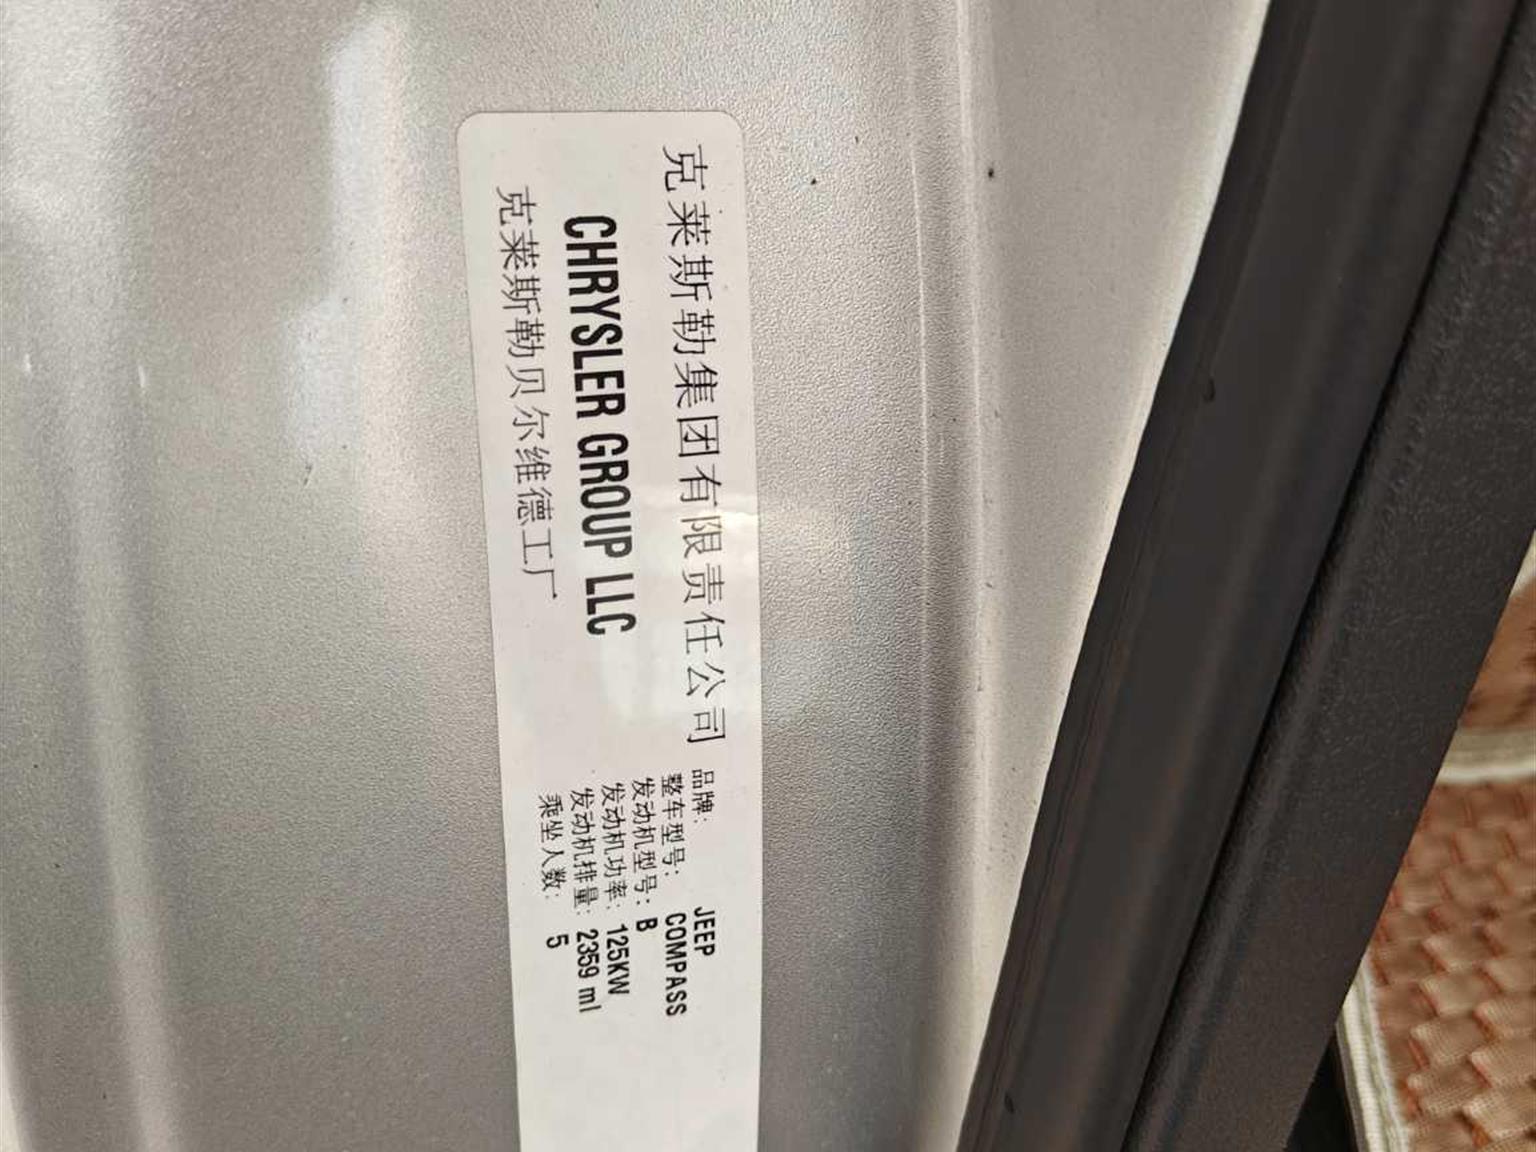 克莱斯勒集团有限责任公司
CHRYSLER GROUP LLC
克莱斯勒贝尔维德工厂
品牌: JEEP
整车型号: COMPASS
发动机型号: B
发动机功率: 125KW
发动机排量: 2359 ml
乘坐人数: 5